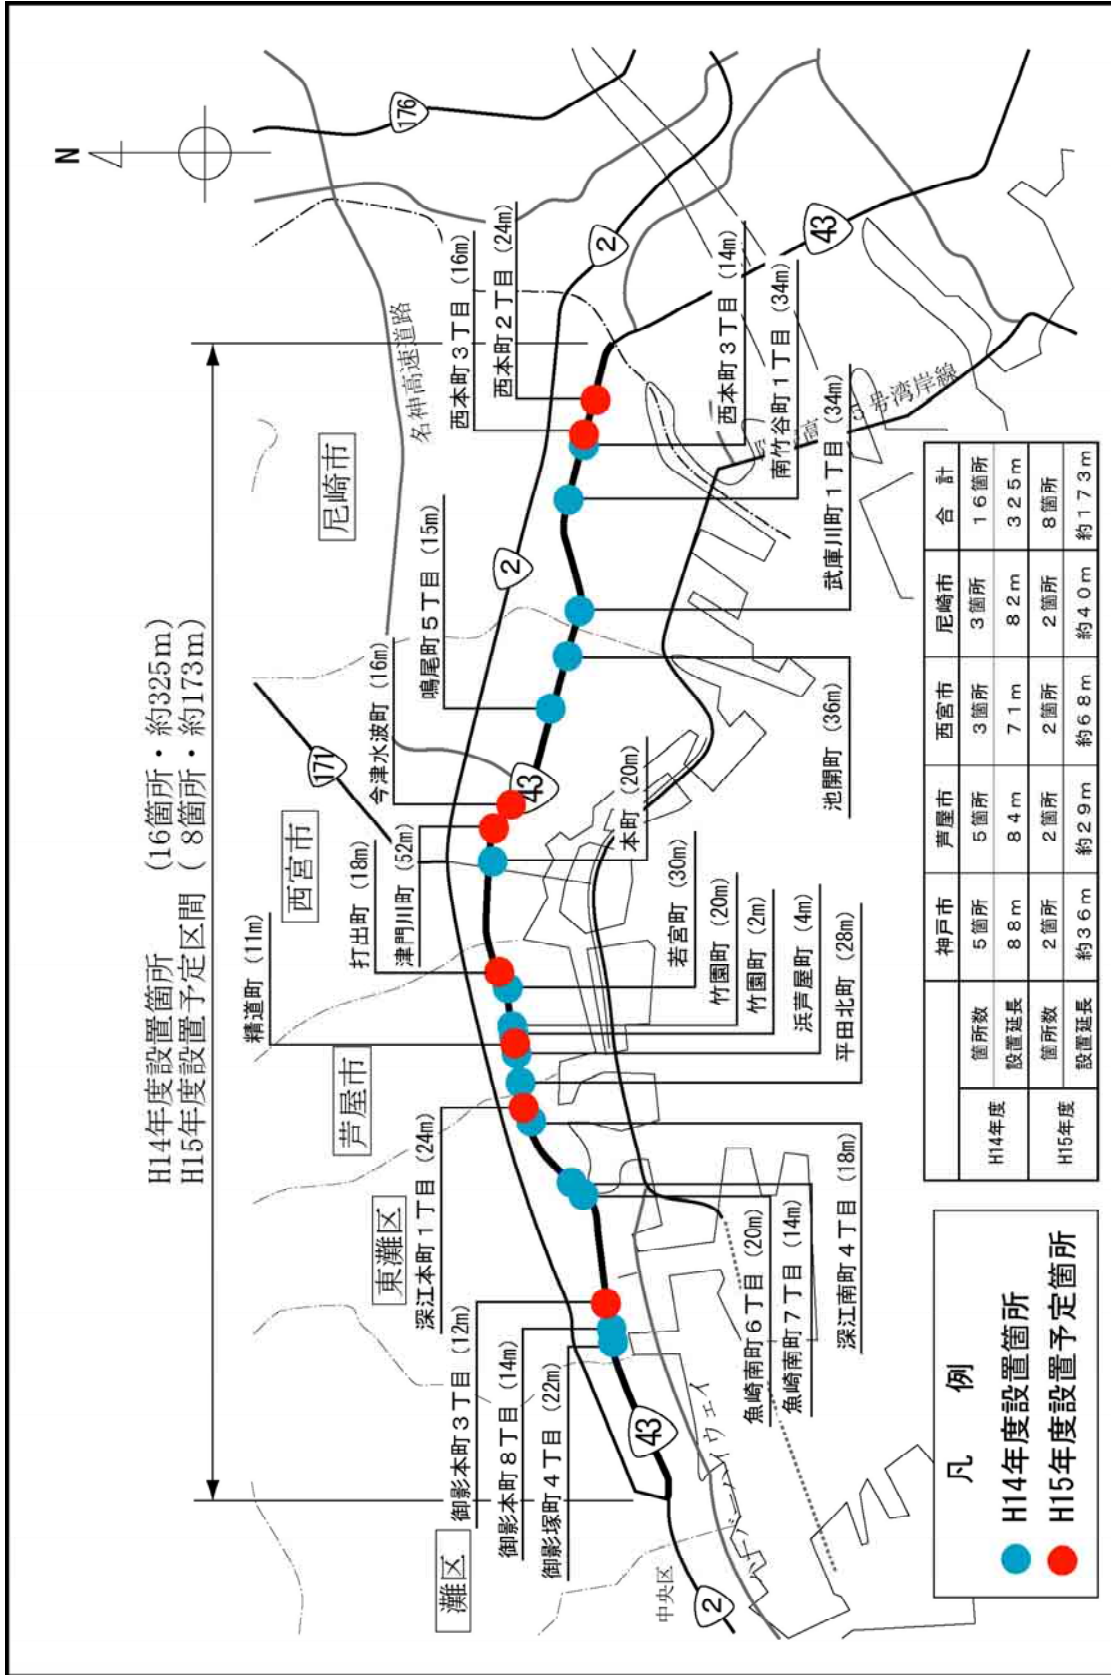 H14年度設置箇所 (16箇所・約325m)
H15年度設置予定区間 ( 8箇所・約173m)
N
灘区
東灘区
芦屋市
西宮市
尼崎市
中央区
御影本町3丁目 (12m)
御影本町8丁目 (14m)
御影塚町4丁目 (22m)
深江本町1丁目 (24m)
精道町 (11m)
打出町 (18m)
津門川町 (52m)
今津水波町 (16m)
鳴尾町5丁目 (15m)
西本町3丁目 (16m)
西本町2丁目 (24m)
名神高速道路
171
176
2
2
2
43
43
43
魚崎南町6丁目 (20m)
魚崎南町7丁目 (14m)
深江南町4丁目 (18m)
平田北町 (28m)
浜芦屋町 (4m)
竹園町 (2m)
竹園町 (20m)
若宮町 (30m)
本町 (20m)
池開町 (36m)
武庫川町1丁目 (34m)
南竹谷町1丁目 (34m)
西本町3丁目 (14m)
ハーバーハイウェイ
5号湾岸線
凡 例
H14年度設置箇所
H15年度設置予定箇所
神戸市 芦屋市 西宮市 尼崎市 合 計
H14年度 箇所数 5箇所 5箇所 3箇所 3箇所 16箇所
設置延長 88m 84m 71m 82m 325m
H15年度 箇所数 2箇所 2箇所 2箇所 2箇所 8箇所
設置延長 約36m 約29m 約68m 約40m 約173m